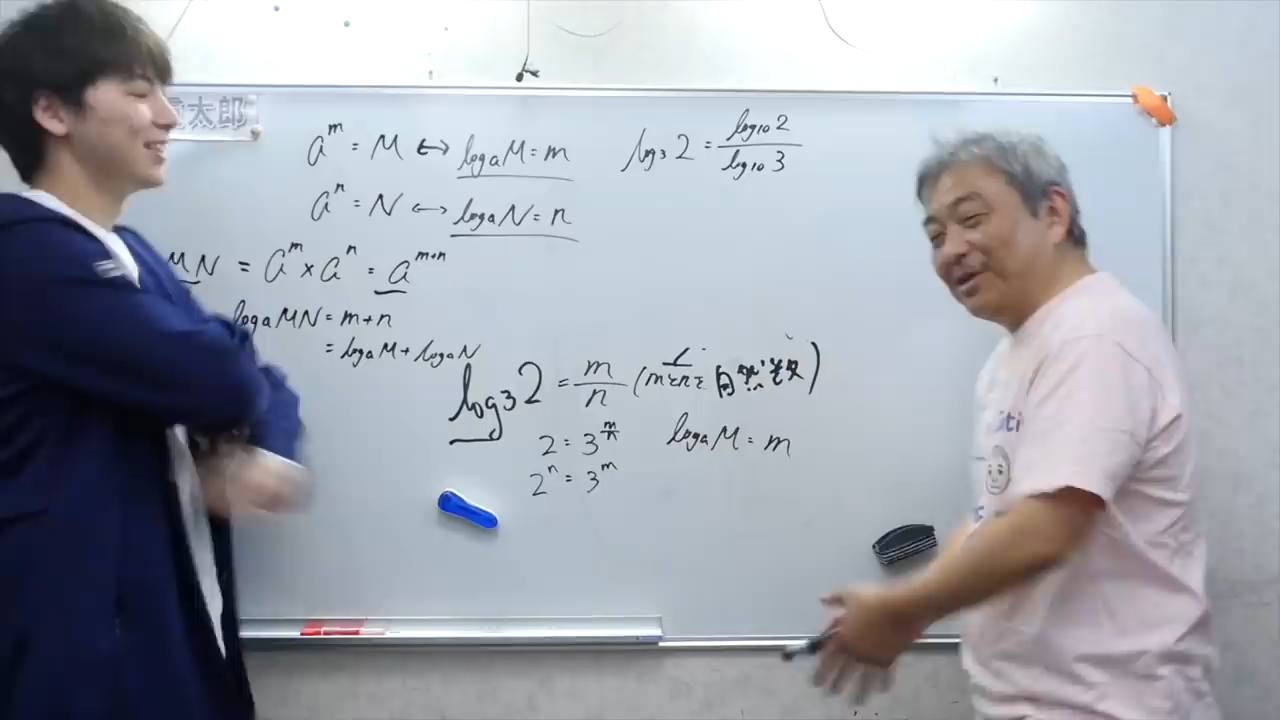 太郎
a^m = M ↔ log_a M = m
log_3 2 = log_10 2 / log_10 3
a^n = N ↔ log_a N = n
MN = a^m × a^n = a^{m+n}
log_a MN = m+n
= log_a M + log_a N
log_3 2 = m/n (mとnは自然数)
2 = 3^{m/n}
log_a M = m
2^n = 3^m